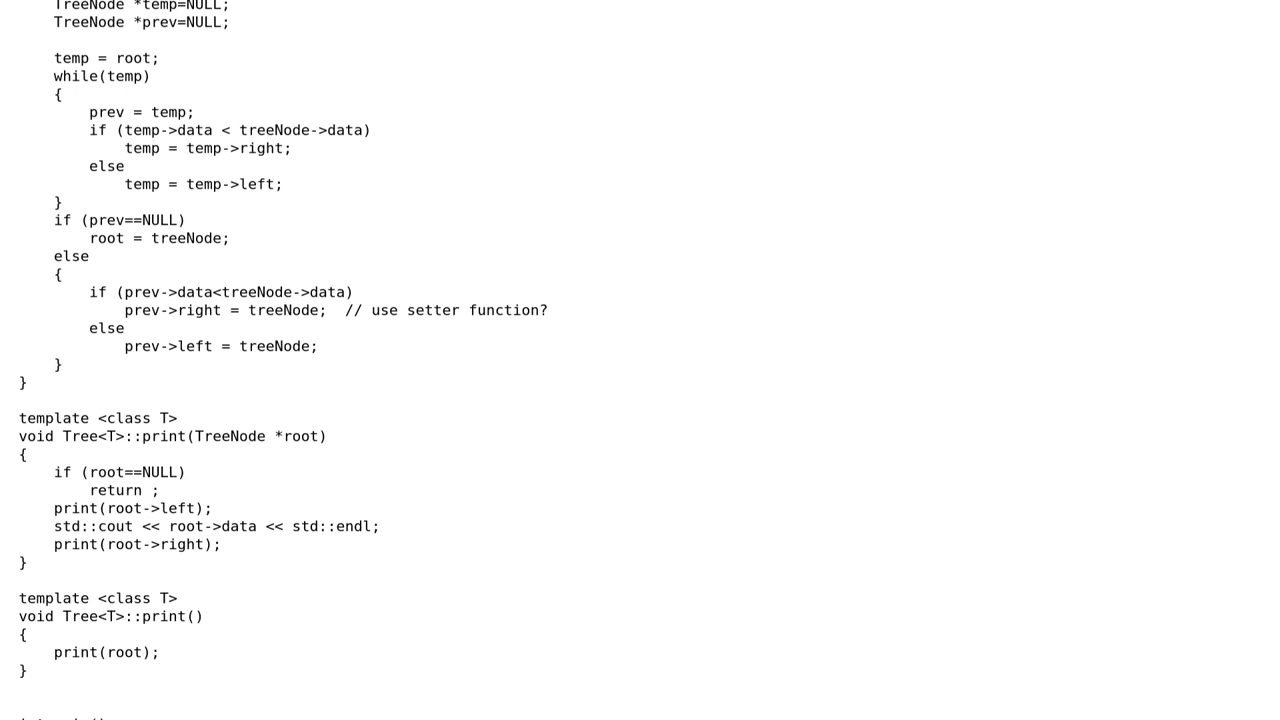 TreeNode *temp=NULL;
TreeNode *prev=NULL;
temp = root;
while(temp)
{
prev = temp;
if (temp->data < treeNode->data)
temp = temp->right;
else
temp = temp->left;
}
if (prev==NULL)
root = treeNode;
else
{
if (prev->data<treeNode->data)
prev->right = treeNode;  // use setter function?
else
prev->left = treeNode;
}
}
template <class T>
void Tree<T>::print(TreeNode *root)
{
if (root==NULL)
return ;
print(root->left);
std::cout << root->data << std::endl;
print(root->right);
}
template <class T>
void Tree<T>::print()
{
print(root);
}